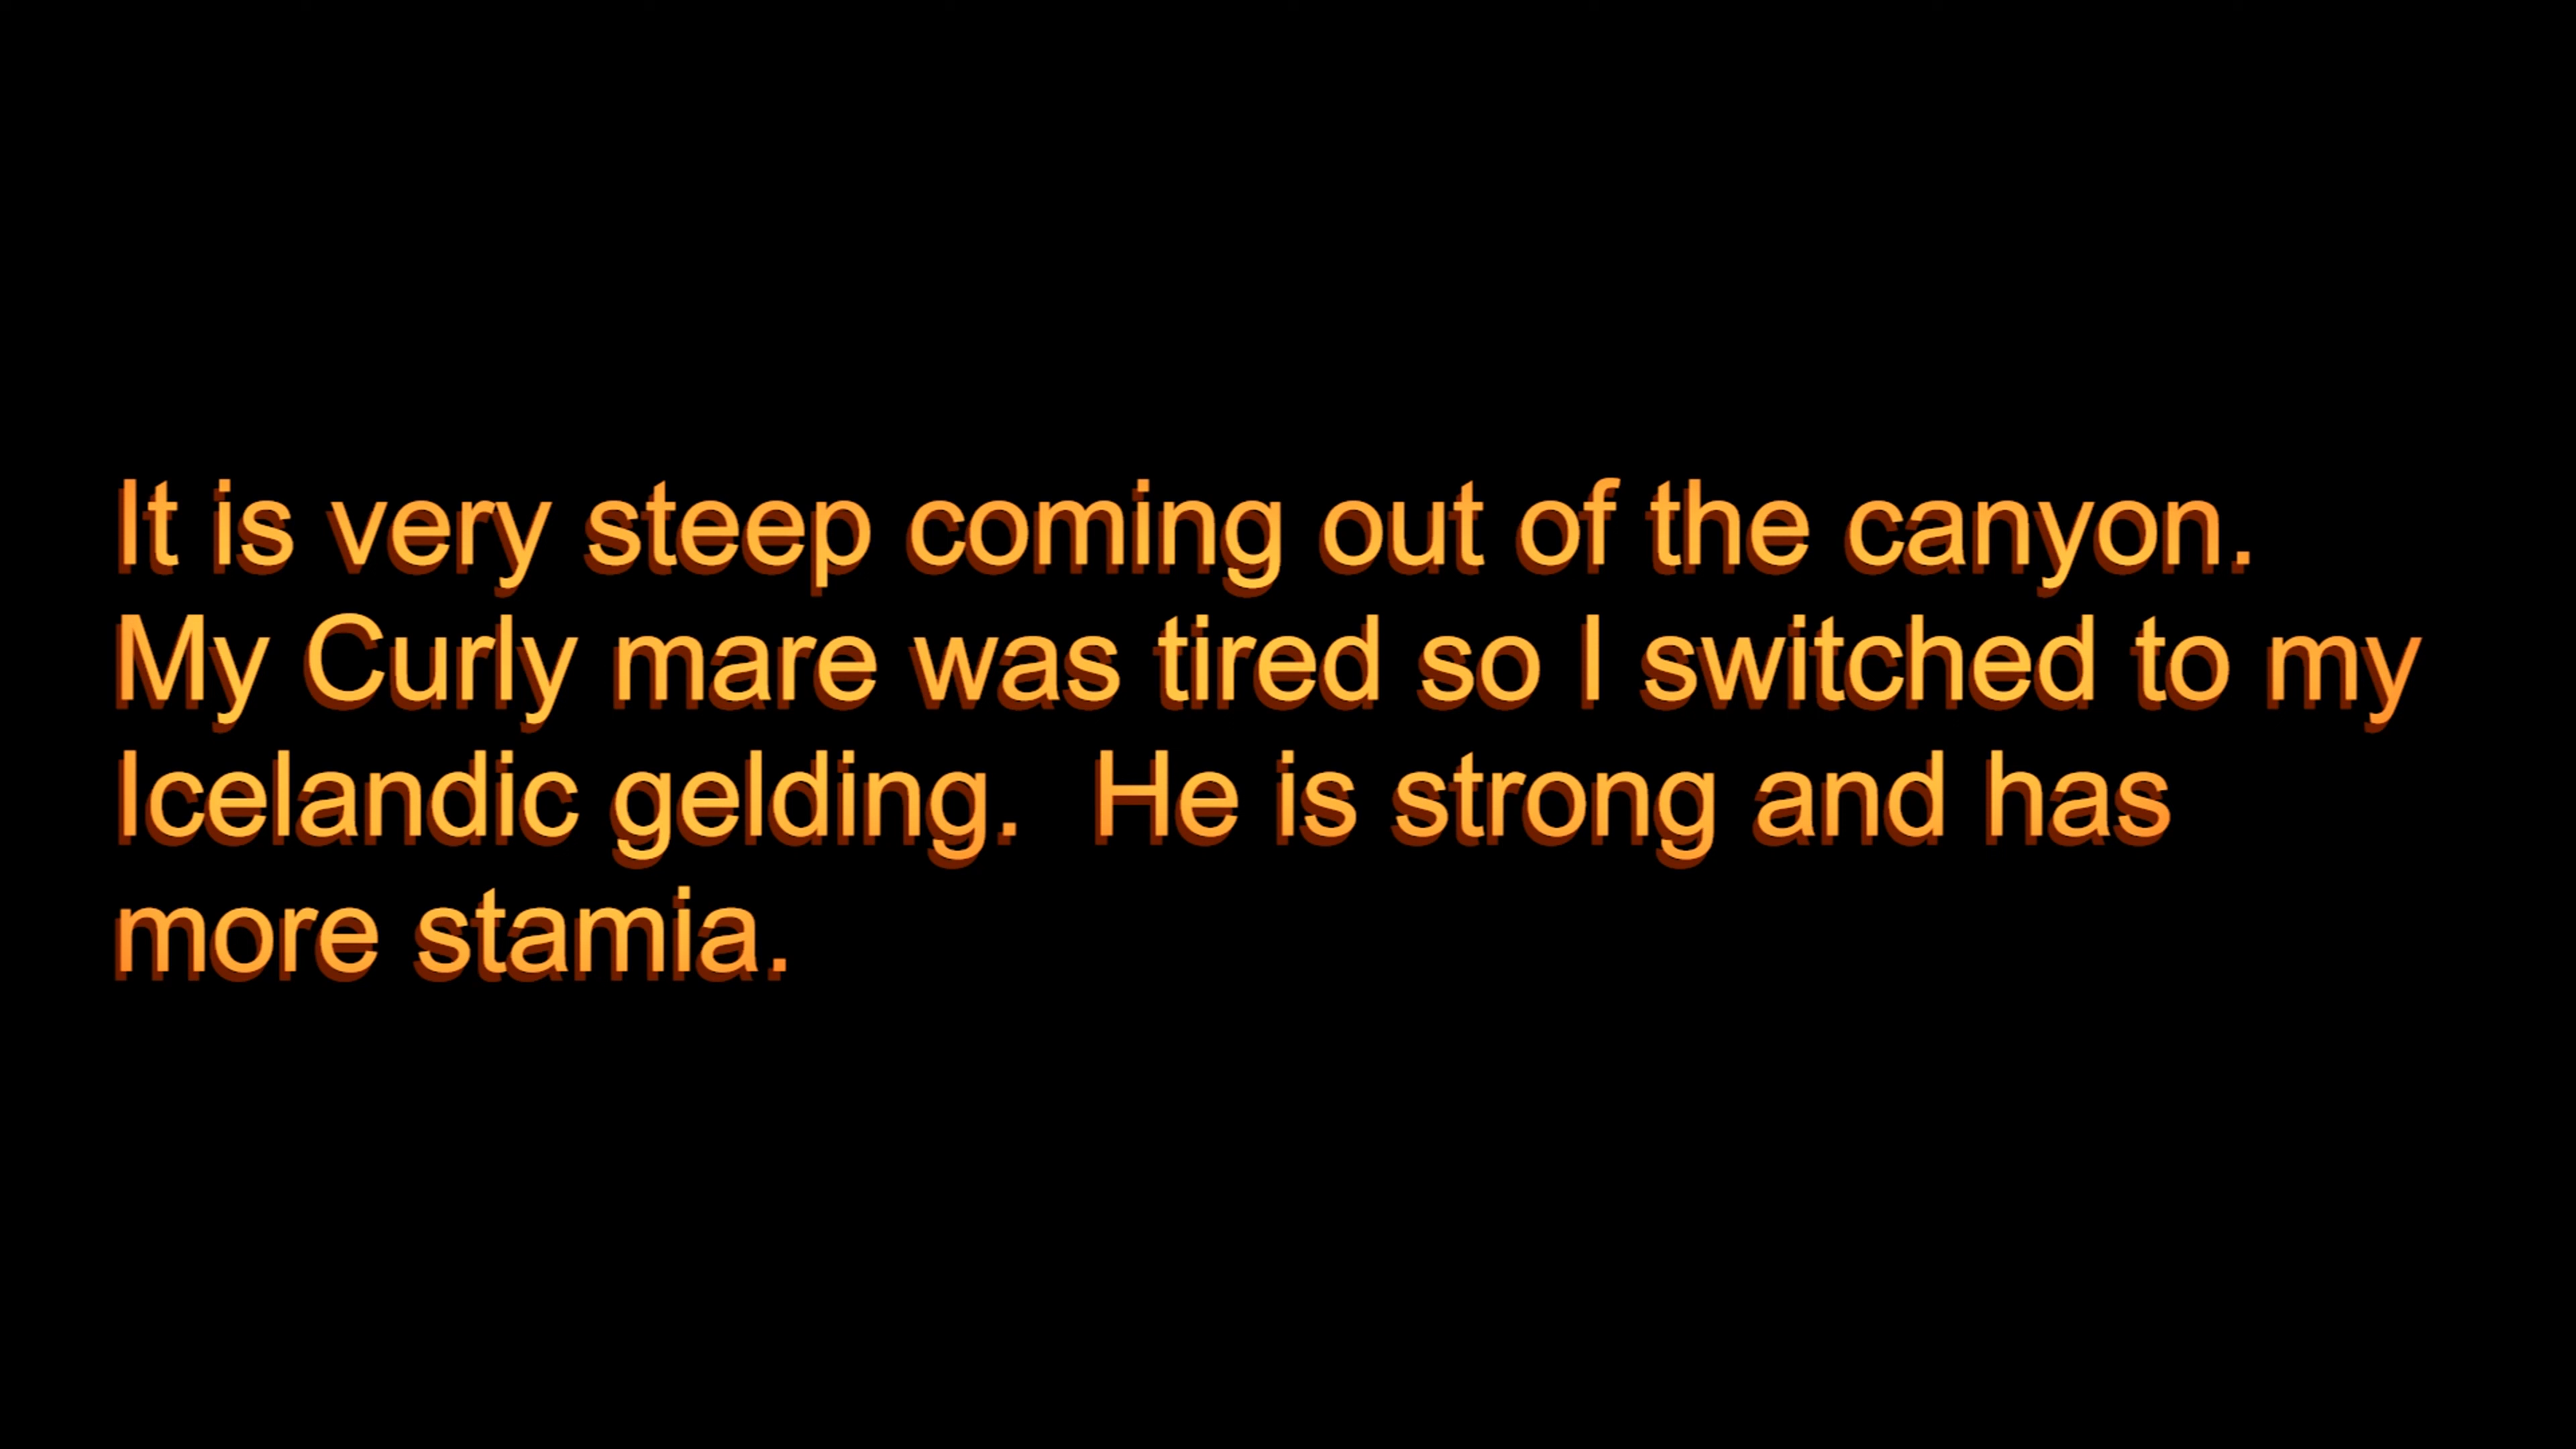 It is very steep coming out of the canyon.
My Curly mare was tired so I switched to my
Icelandic gelding.  He is strong and has
more stamia.